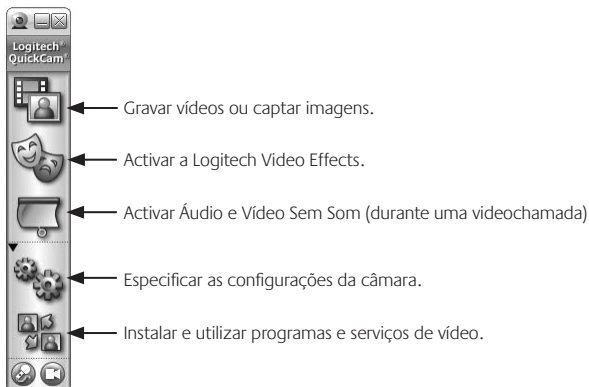 Logitech®
QuickCam®
Gravar vídeos ou captar imagens.
Activar a Logitech Video Effects.
Activar Áudio e Vídeo Sem Som (durante uma videochamada)
Especificar as configurações da câmara.
Instalar e utilizar programas e serviços de vídeo.